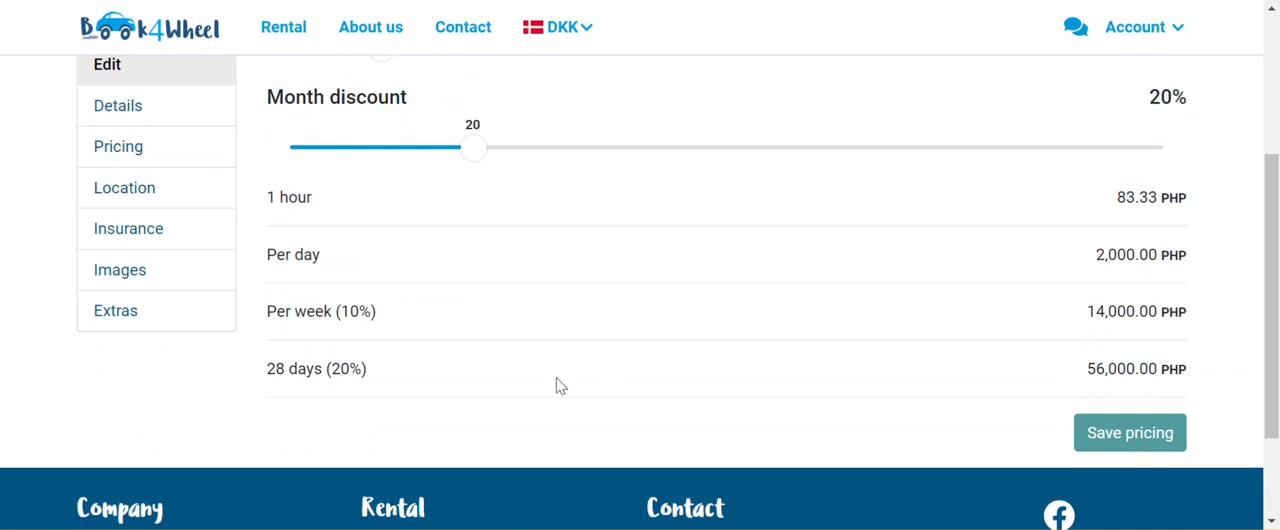 Book4Wheel
Rental
About us
Contact
DKK
Account
Edit
Details
Pricing
Location
Insurance
Images
Extras
Month discount
20%
20
1 hour
83.33 PHP
Per day
2,000.00 PHP
Per week (10%)
14,000.00 PHP
28 days (20%)
56,000.00 PHP
Save pricing
Company
Rental
Contact